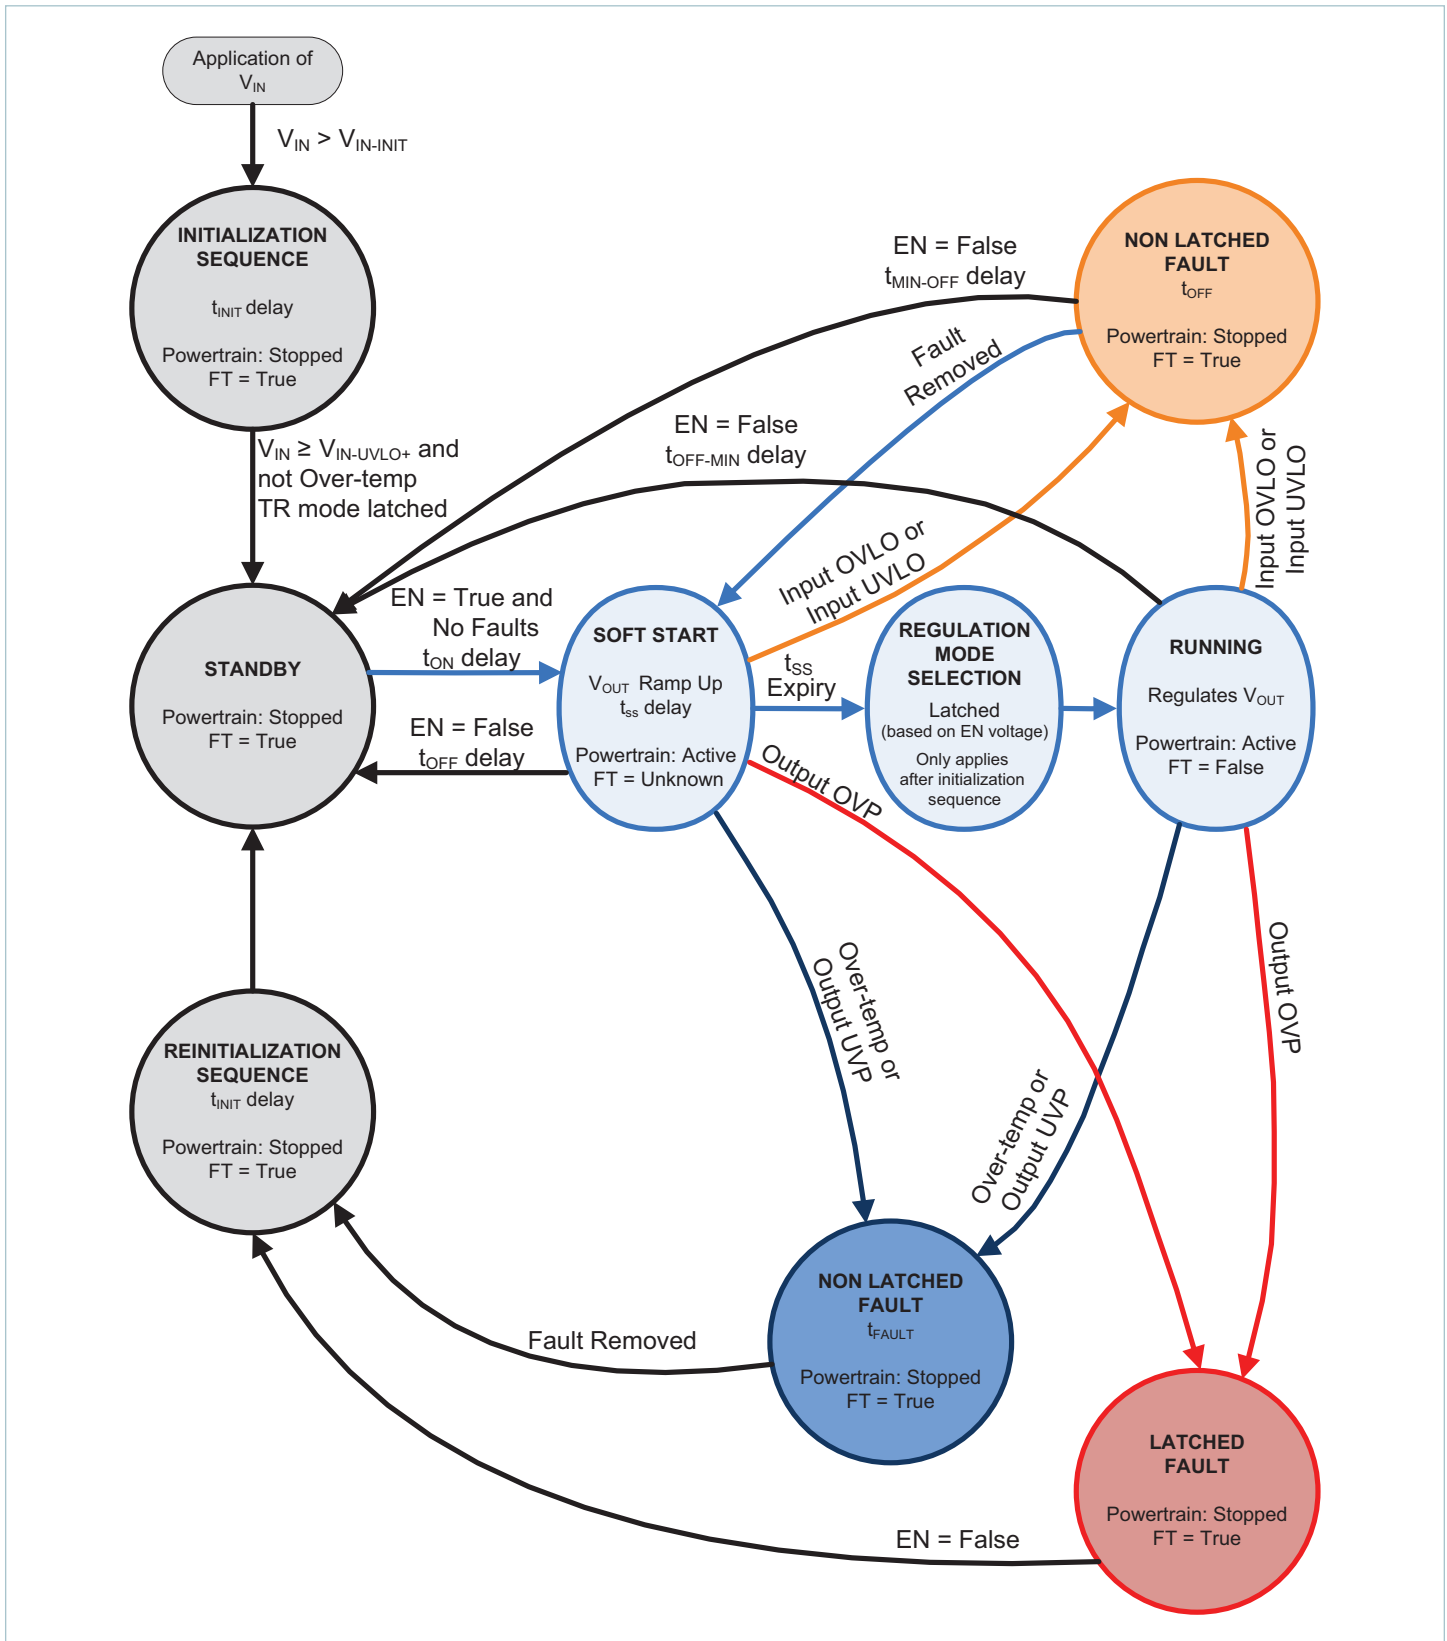 Application of
VIN
VIN > VIN-INIT
INITIALIZATION
SEQUENCE
tINIT delay
Powertrain: Stopped
FT = True
VIN ≥ VIN-UVLO+ and
not Over-temp
TR mode latched
EN = False
tMIN-OFF delay
NON LATCHED
FAULT
tOFF
Powertrain: Stopped
FT = True
Fault
Removed
EN = False
tOFF-MIN delay
Input OVLO or
Input UVLO
Input OVLO or
Input UVLO
STANDBY
Powertrain: Stopped
FT = True
EN = True and
No Faults
tON delay
EN = False
tOFF delay
SOFT START
VOUT Ramp Up
tss delay
Powertrain: Active
FT = Unknown
tSS
Expiry
REGULATION
MODE
SELECTION
Latched
(based on EN voltage)
Only applies
after initialization
sequence
RUNNING
Regulates VOUT
Powertrain: Active
FT = False
Output OVP
Over-temp or
Output UVP
Over-temp or
Output UVP
Output OVP
REINITIALIZATION
SEQUENCE
tINIT delay
Powertrain: Stopped
FT = True
Fault Removed
NON LATCHED
FAULT
tFAULT
Powertrain: Stopped
FT = True
EN = False
LATCHED
FAULT
Powertrain: Stopped
FT = True